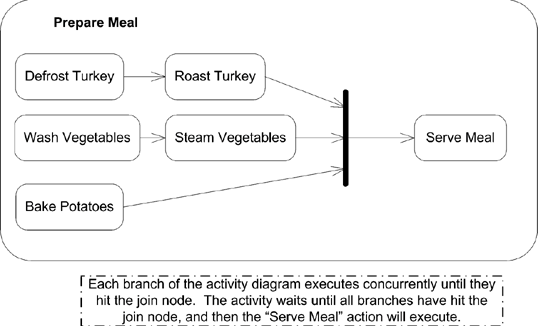 Prepare Meal
Defrost Turkey
Roast Turkey
Wash Vegetables
Steam Vegetables
Serve Meal
Bake Potatoes
Each branch of the activity diagram executes concurrently until they
hit the join node. The activity waits until all branches have hit the
join node, and then the “Serve Meal” action will execute.